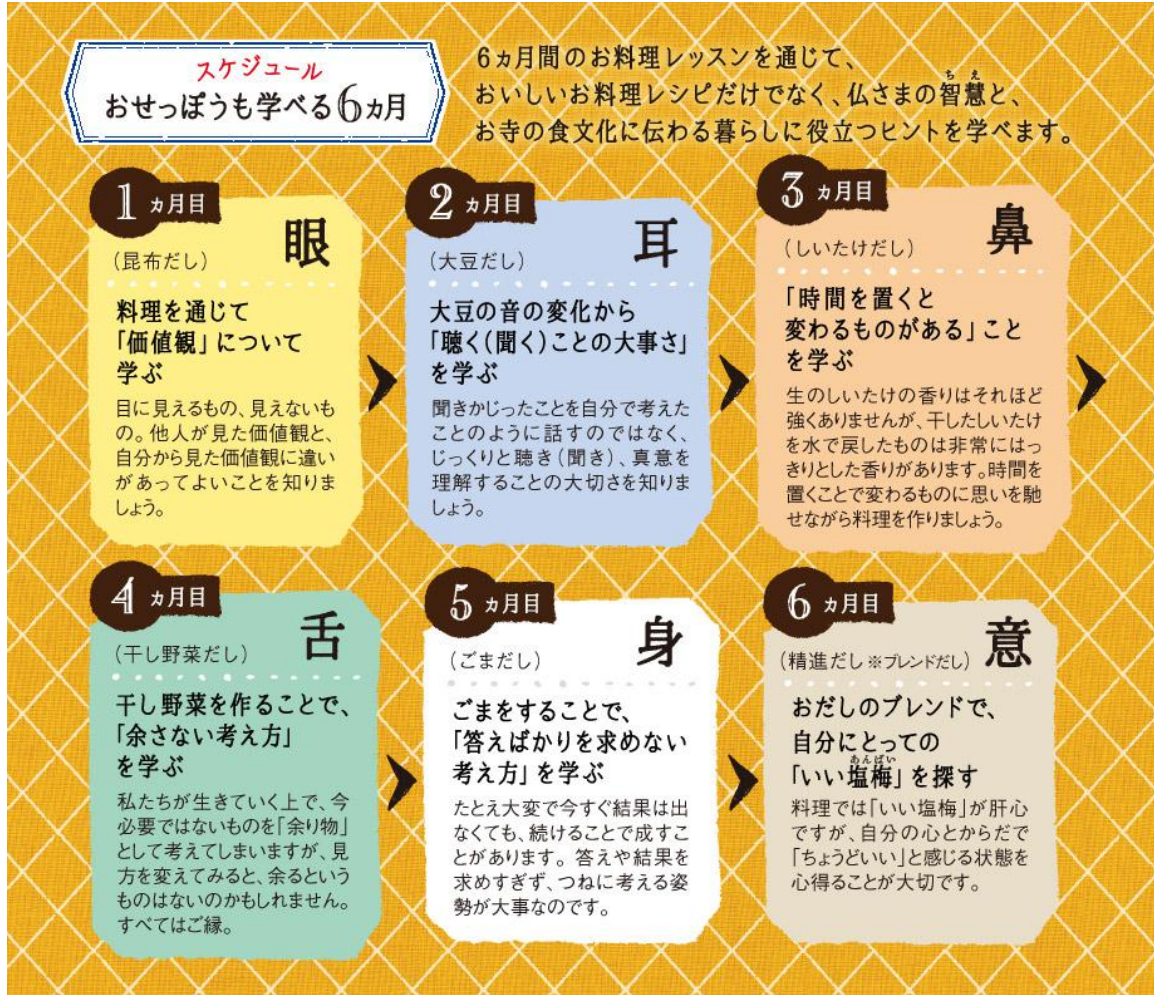 スケジュール
おせっぽうも学べる6ヵ月
6ヵ月間のお料理レッスンを通じて、
おいしいお料理レシピだけでなく、仏さまの智慧と、
ちえ
お寺の食文化に伝わる暮らしに役立つヒントを学べます。
1ヵ月目
眼
(昆布だし)
料理を通じて
「価値観」について
学ぶ
目に見えるもの、見えないも
の。他人が見た価値観と、
自分から見た価値観に違い
があってよいことを知りま
しょう。
2ヵ月目
耳
(大豆だし)
大豆の音の変化から
「聴く(聞く)ことの大事さ」
を学ぶ
聞きかじったことを自分で考えた
ことのように話すのではなく、
じっくりと聴き(聞き)、真意を
理解することの大切さを知りま
しょう。
3ヵ月目
鼻
(しいたけだし)
「時間を置くと
変わるものがある」こと
を学ぶ
生のしいたけの香りはそれほど
強くありませんが、干したしいたけ
を水で戻したものは非常にはっ
きりとした香りがあります。時間を
置くことで変わるものに思いを馳
せながら料理を作りましょう。
4ヵ月目
舌
(干し野菜だし)
干し野菜を作ることで、
「余さない考え方」
を学ぶ
私たちが生きていく上で、今
必要ではないものを「余り物」
として考えてしまいますが、見
方を変えてみると、余るという
ものはないのかもしれません。
すべてはご縁。
5ヵ月目
身
(ごまだし)
ごまをすることで、
「答えばかりを求めない
考え方」を学ぶ
たとえ大変で今すぐ結果は出
なくても、続けることで成すこ
とがあります。答えや結果を
求めすぎず、つねに考える姿
勢が大事なのです。
6ヵ月目
意
(精進だし※ブレンドだし)
おだしのブレンドで、
自分にとっての
あんばい
「いい塩梅」を探す
料理では「いい塩梅」が肝心
ですが、自分の心とからだで
「ちょうどいい」と感じる状態を
心得ることが大切です。